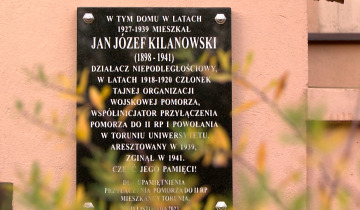 W TYM DOMU W LATACH
1927-1939 MIESZKAŁ
JAN JÓZEF KILANOWSKI
(1898 - 1941)
DZIAŁACZ NIEPODLEGŁOŚCIOWY,
W LATACH 1918-1920 CZŁONEK
TAJNEJ ORGANIZACJI
WOJSKOWEJ POMORZA,
WSPÓŁINICJATOR PRZYŁĄCZENIA
POMORZA DO II RP I POWOŁANIA
W TORUNIU UNIWERSYTETU
ARESZTOWANY W 1939,
ZGINĄŁ W 1941.
CZEŚĆ JEGO PAMIĘCI!
UPAMIĘTNIENIA
PRZYŁĄCZENIA POMORZA DO II RP
MIESZKAŃCY TORUNIA